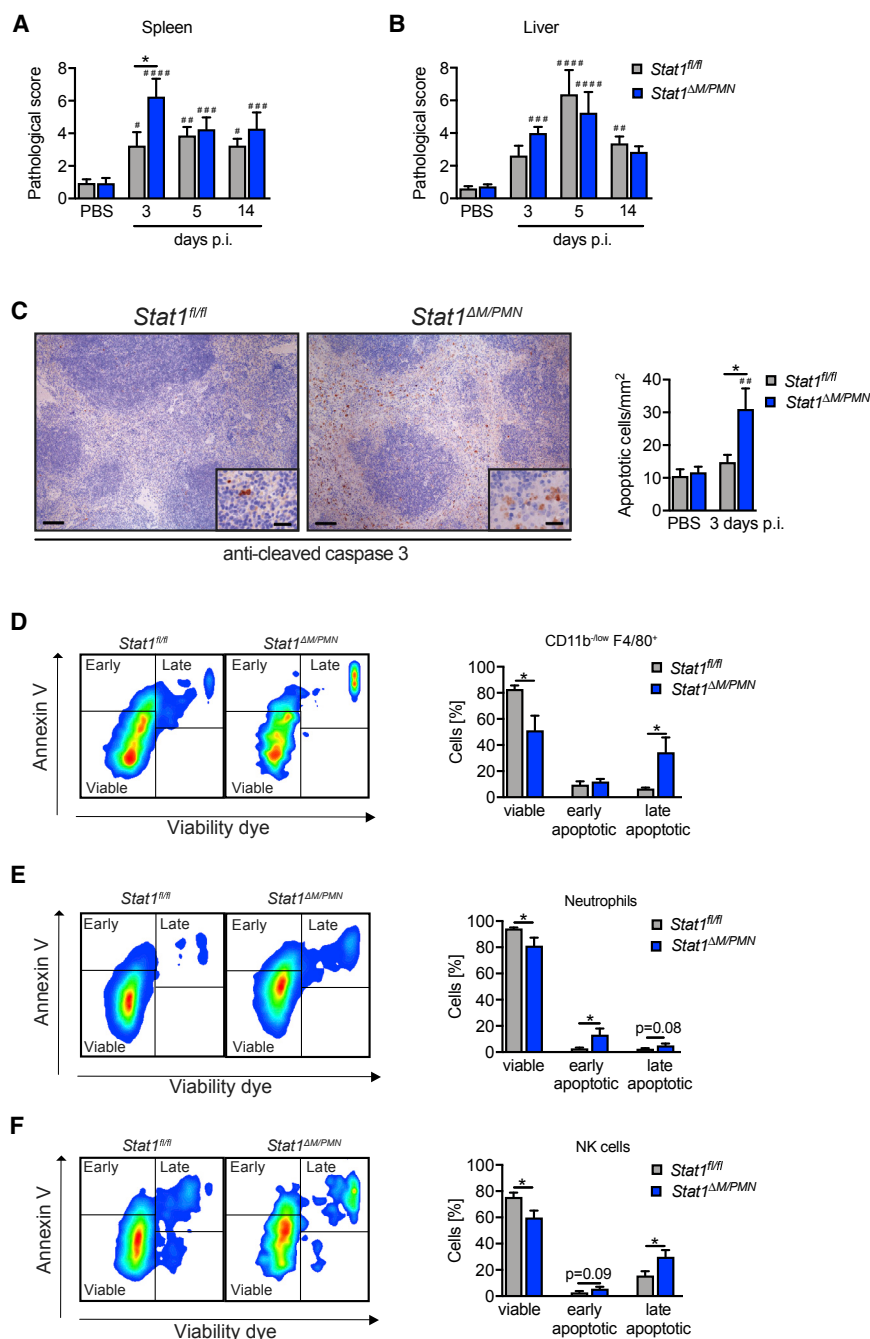 A
Spleen
Pathological score
8
6
4
2
0
*
#
####
##
###
#
###
PBS
3
5
14
days p.i.
B
Liver
Pathological score
8
6
4
2
0
###
####
####
##
PBS
3
5
14
days p.i.
Stat1fl/fl
Stat1ΔM/PMN
C
Stat1fl/fl
Stat1ΔM/PMN
anti-cleaved caspase 3
Apoptotic cells/mm²
40
30
20
10
0
*
##
PBS
3 days p.i.
Stat1fl/fl
Stat1ΔM/PMN
D
Stat1fl/fl
Stat1ΔM/PMN
Annexin V
Early
Late
Viable
Early
Late
Viable
Viability dye
CD11b-/low F4/80+
Cells [%]
100
80
60
40
20
0
*
*
viable
early apoptotic
late apoptotic
Stat1fl/fl
Stat1ΔM/PMN
E
Stat1fl/fl
Stat1ΔM/PMN
Annexin V
Early
Late
Viable
Early
Late
Viable
Viability dye
Neutrophils
Cells [%]
100
80
60
40
20
0
*
*
p=0.08
viable
early apoptotic
late apoptotic
Stat1fl/fl
Stat1ΔM/PMN
F
Stat1fl/fl
Stat1ΔM/PMN
Annexin V
Early
Late
Viable
Early
Late
Viable
Viability dye
NK cells
Cells [%]
100
80
60
40
20
0
*
p=0.09
*
viable
early apoptotic
late apoptotic
Stat1fl/fl
Stat1ΔM/PMN